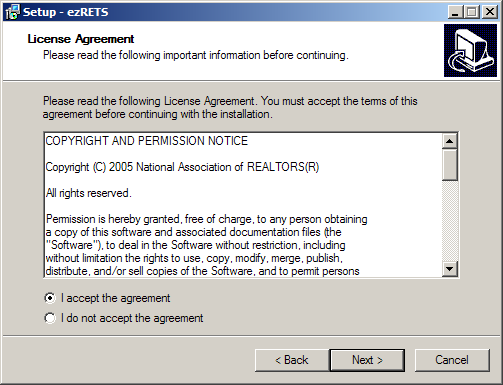 Setup - ezRETS
License Agreement
Please read the following important information before continuing.
Please read the following License Agreement. You must accept the terms of this
agreement before continuing with the installation.
COPYRIGHT AND PERMISSION NOTICE
Copyright (C) 2005 National Association of REALTORS(R)
All rights reserved.
Permission is hereby granted, free of charge, to any person obtaining
a copy of this software and associated documentation files (the
"Software"), to deal in the Software without restriction, including
without limitation the rights to use, copy, modify, merge, publish,
distribute, and/or sell copies of the Software, and to permit persons
I accept the agreement
I do not accept the agreement
< Back Next > Cancel